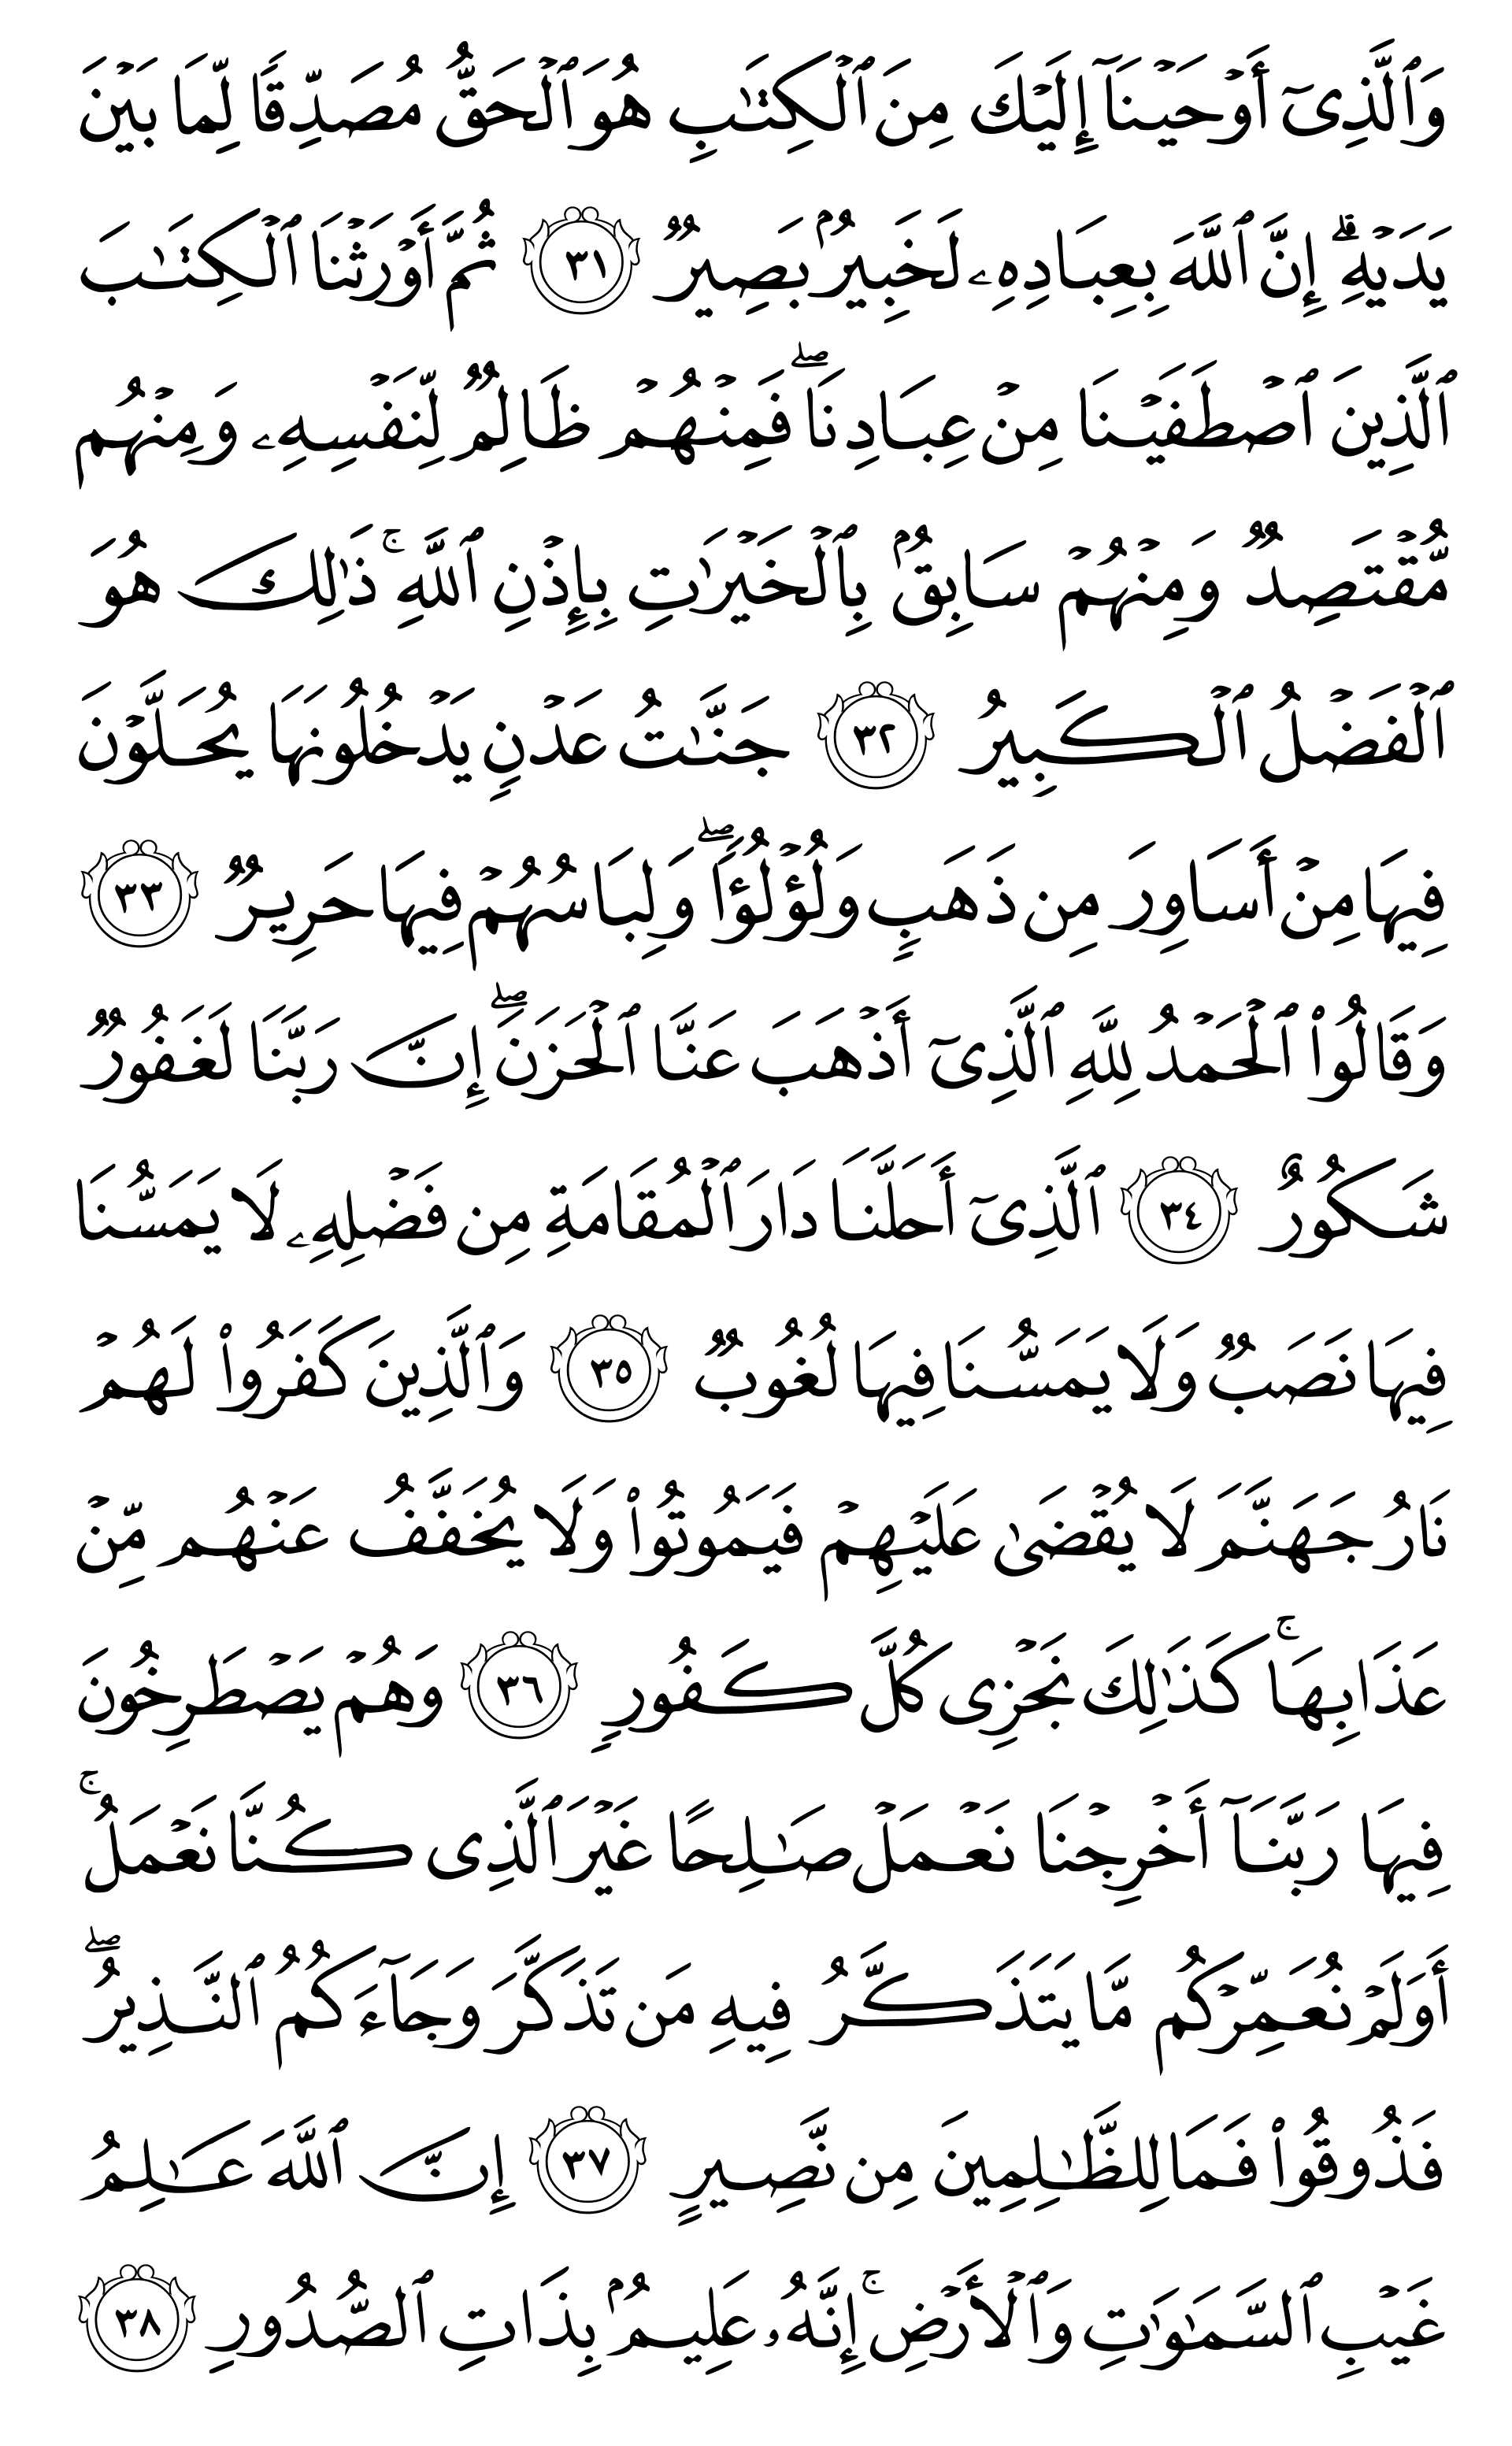 وَٱلَّذِىٓ أَوۡحَيۡنَآ إِلَيۡكَ مِنَ ٱلۡكِتَٰبِ هُوَ ٱلۡحَقُّ مُصَدِّقًا لِّمَا بَيۡنَ
يَدَيۡهِۗ إِنَّ ٱللَّهَ بِعِبَادِهِۦ لَخَبِيرُۢ بَصِيرٌ ٣١ ثُمَّ أَوۡرَثۡنَا ٱلۡكِتَٰبَ
ٱلَّذِينَ ٱصۡطَفَيۡنَا مِنۡ عِبَادِنَاۖ فَمِنۡهُمۡ ظَالِمٌ لِّنَفۡسِهِۦ وَمِنۡهُم
مُّقۡتَصِدٌ وَمِنۡهُمۡ سَابِقُۢ بِٱلۡخَيۡرَٰتِ بِإِذۡنِ ٱللَّهِۚ ذَٰلِكَ هُوَ
ٱلۡفَضۡلُ ٱلۡكَبِيرُ ٣٢ جَنَّٰتُ عَدۡنٍ يَدۡخُلُونَهَا يُحَلَّوۡنَ
فِيهَا مِنۡ أَسَاوِرَ مِن ذَهَبٍ وَلُؤۡلُؤًاۖ وَلِبَاسُهُمۡ فِيهَا حَرِيرٌ ٣٣
وَقَالُواْ ٱلۡحَمۡدُ لِلَّهِ ٱلَّذِىٓ أَذۡهَبَ عَنَّا ٱلۡحَزَنَۖ إِنَّ رَبَّنَا لَغَفُورٌ
شَكُورٌ ٣٤ ٱلَّذِىٓ أَحَلَّنَا دَارَ ٱلۡمُقَامَةِ مِن فَضۡلِهِۦ لَا يَمَسُّنَا
فِيهَا نَصَبٌ وَلَا يَمَسُّنَا فِيهَا لُغُوبٌ ٣٥ وَٱلَّذِينَ كَفَرُواْ لَهُمۡ
نَارُ جَهَنَّمَ لَا يُقۡضَىٰ عَلَيۡهِمۡ فَيَمُوتُواْ وَلَا يُخَفَّفُ عَنۡهُم مِّنۡ
عَذَابِهَاۚ كَذَٰلِكَ نَجۡزِى كُلَّ كَفُورٍ ٣٦ وَهُمۡ يَصۡطَرِخُونَ
فِيهَا رَبَّنَآ أَخۡرِجۡنَا نَعۡمَلۡ صَٰلِحًا غَيۡرَ ٱلَّذِى كُنَّا نَعۡمَلُۚ
أَوَلَمۡ نُعَمِّرۡكُم مَّا يَتَذَكَّرُ فِيهِ مَن تَذَكَّرَ وَجَآءَكُمُ ٱلنَّذِيرُۖ
فَذُوقُواْ فَمَا لِلظَّٰلِمِينَ مِن نَّصِيرٍ ٣٧ إِنَّ ٱللَّهَ عَٰلِمُ
غَيۡبِ ٱلسَّمَٰوَٰتِ وَٱلۡأَرۡضِۚ إِنَّهُۥ عَلِيمُۢ بِذَاتِ ٱلصُّدُورِ ٣٨